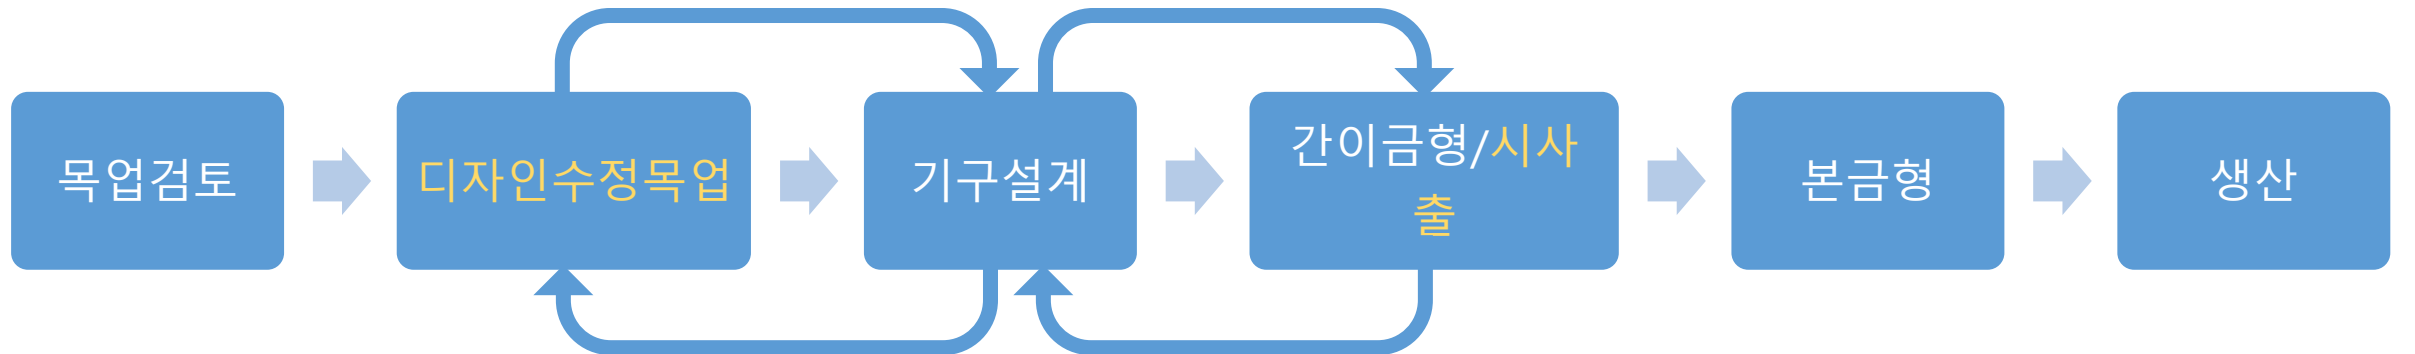 목업검토
디자인수정목업
기구설계
간이금형/시사
출
본금형
생산